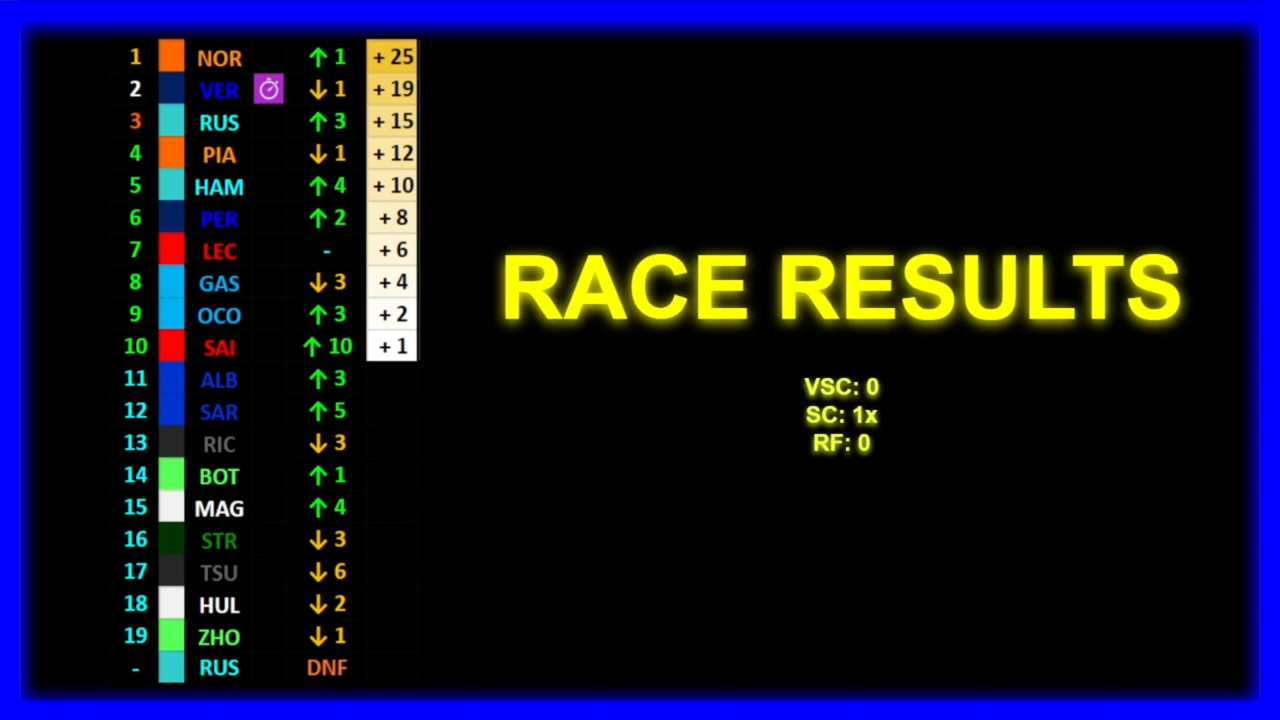 1 NOR ↑ 1 + 25
2 VER ↓ 1 + 19
3 RUS ↑ 3 + 15
4 PIA ↓ 1 + 12
5 HAM ↑ 4 + 10
6 PER ↑ 2 + 8
7 LEC - + 6
8 GAS ↓ 3 + 4
9 OCO ↑ 3 + 2
10 SAI ↑ 10 + 1
11 ALB ↑ 3
12 SAR ↑ 5
13 RIC ↓ 3
14 BOT ↑ 1
15 MAG ↑ 4
16 STR ↓ 3
17 TSU ↓ 6
18 HUL ↓ 2
19 ZHO ↓ 1
- RUS DNF
RACE RESULTS
VSC: 0
SC: 1x
RF: 0